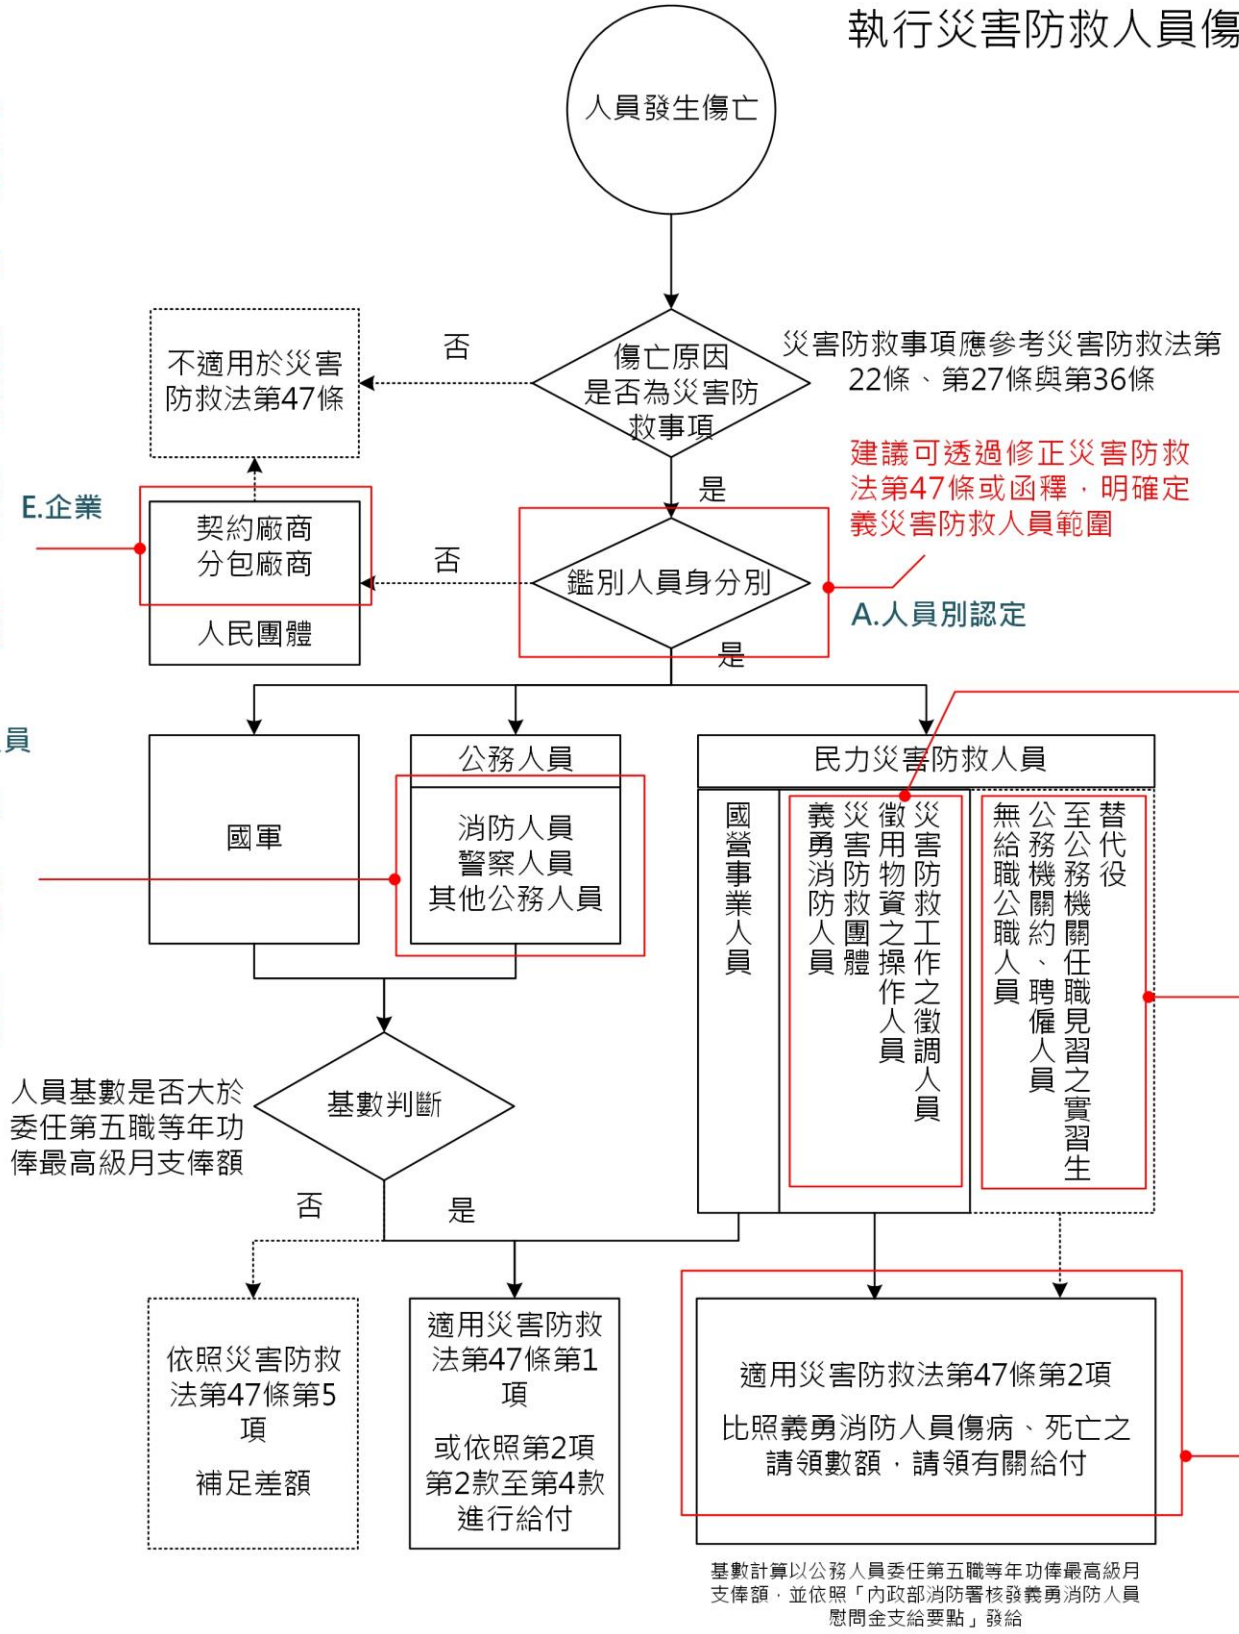 執行災害防救人員傷
人員發生傷亡
傷亡原因
是否為災害防
救事項
否
不適用於災害
防救法第47條
災害防救事項應參考災害防救法第
22條、第27條與第36條
是
建議可透過修正災害防救
法第47條或函釋，明確定
義災害防救人員範圍
E.企業
契約廠商
分包廠商
人民團體
否
鑑別人員身分別
A.人員別認定
是
員
國軍
公務人員
消防人員
警察人員
其他公務人員
民力災害防救人員
國營事業人員
災害防救工作之徵調人員
徵用物資之操作人員
災害防救團體
義勇消防人員
替代役
至公務機關任職見習之實習生
公務機關約、聘僱人員
無給職公職人員
基數判斷
人員基數是否大於
委任第五職等年功
俸最高級月支俸額
否
是
依照災害防救
法第47條第5
項
補足差額
適用災害防救
法第47條第1
項
或依照第2項
第2款至第4款
進行給付
適用災害防救法第47條第2項
比照義勇消防人員傷病、死亡之
請領數額，請領有關給付
基數計算以公務人員委任第五職等年功俸最高級月
支俸額，並依照「內政部消防署核發義勇消防人員
慰問金支給要點」發給